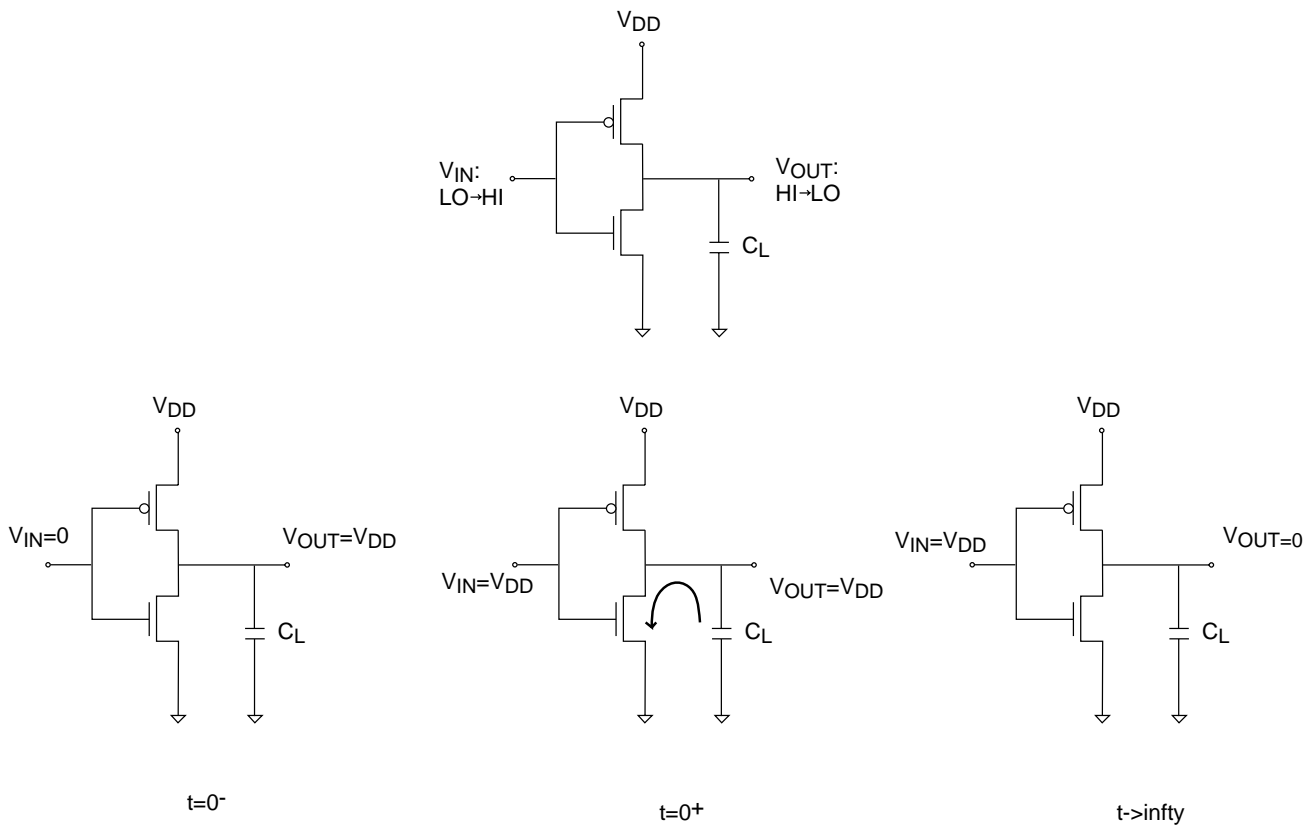 VDD
VIN:
LO→HI
VOUT:
HI→LO
CL
VDD
VIN=0
VOUT=VDD
CL
VDD
VIN=VDD
VOUT=VDD
CL
VDD
VIN=VDD
VOUT=0
CL
t=0-
t=0+
t->infty